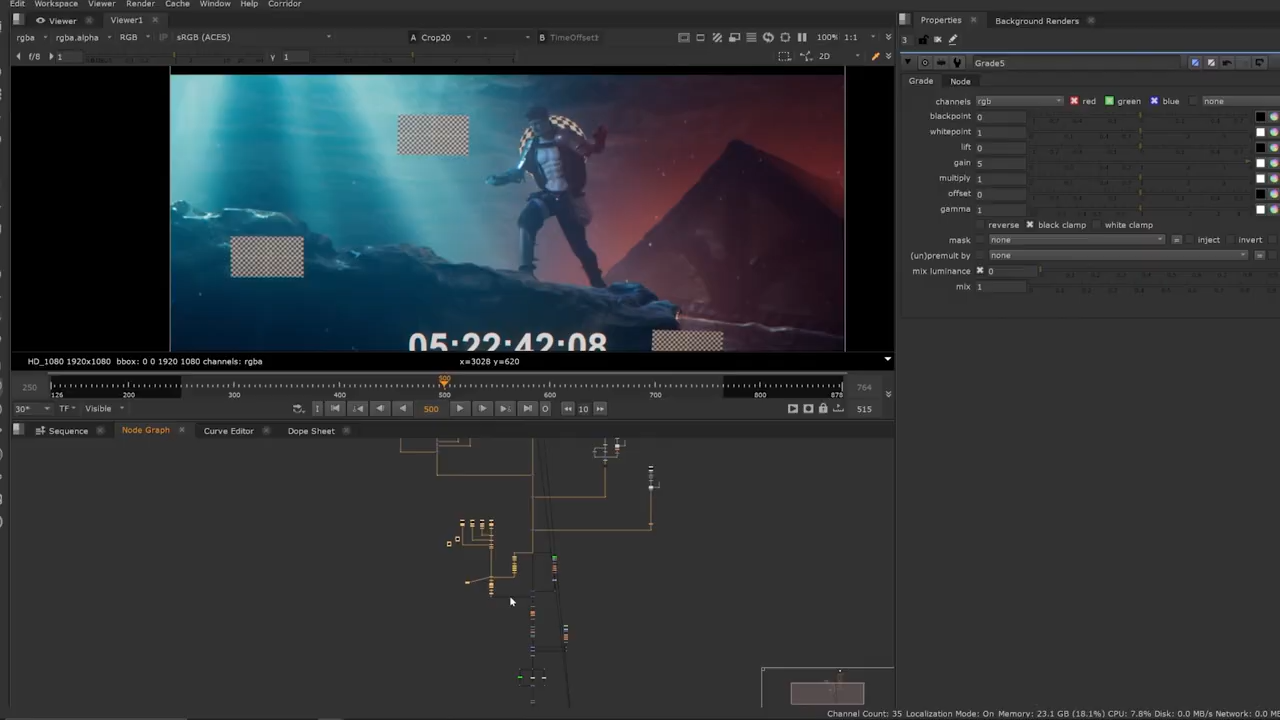 Edit Workspace Viewer Render Cache Window Help Corridor
Viewer Viewer1 Properties Background Renders
rgba rgba.alpha RGB IP sRGB (ACES) A Crop20 - B TimeOffset1 100% 1:1 3
f/8 1 Y 1 2D
Grade5
Grade Node
channels rgb red green blue none
blackpoint 0
whitepoint 1
lift 0
gain 5
multiply 1
offset 0
gamma 1
reverse black clamp white clamp
mask none = inject invert
(un)premult by none =
mix luminance 0
mix 1
05:22:42:08
HD_1080 1920x1080 bbox: 0 0 1920 1080 channels: rgba x=3028 y=620
250 500 764
126 200 300 400 500 600 700 800 870
30* TF Visible I 500 O 10 515
Sequence Node Graph Curve Editor Dope Sheet
Channel Count: 35 Localization Mode: On Memory: 23.1 GB (18.1%) CPU: 7.8% Disk: 0.0 MB/s Network: 0.0 M